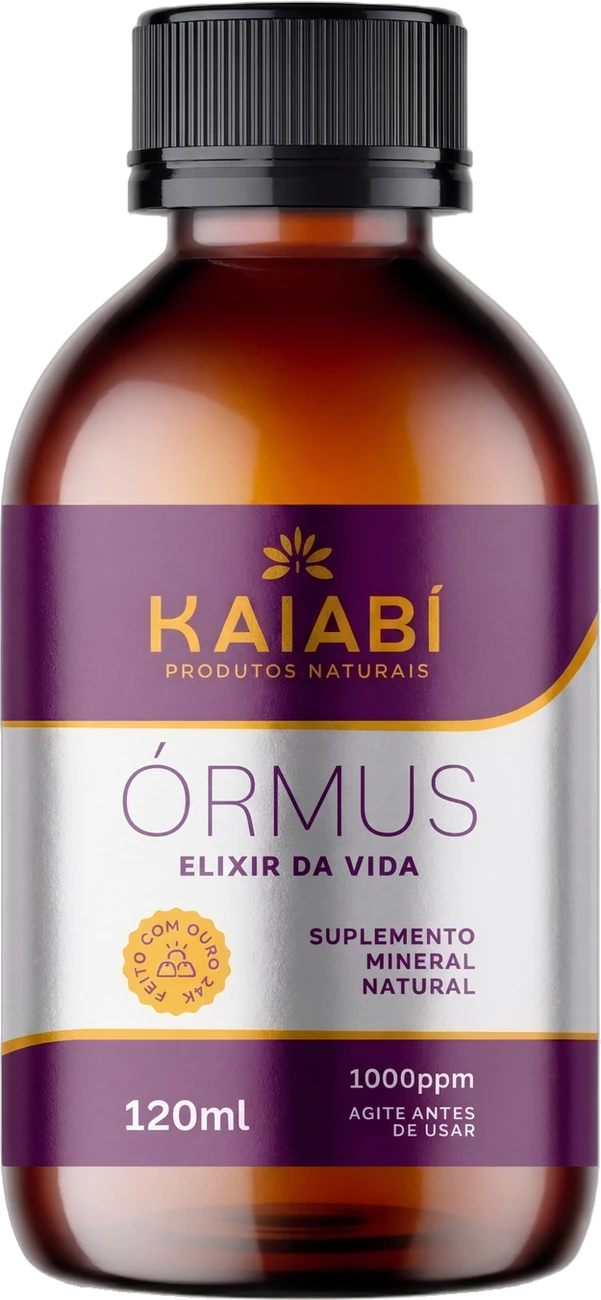 KAIABÍ
PRODUTOS NATURAIS
ÓRMUS
ELIXIR DA VIDA
FEITO COM OURO 24K
SUPLEMENTO
MINERAL
NATURAL
1000ppm
120ml
AGITE ANTES
DE USAR